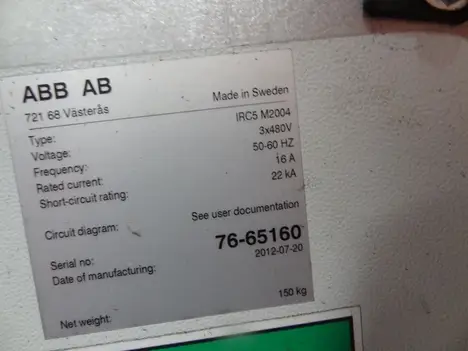 ABB AB
721 68 Västerås Made in Sweden
Type: IRC5 M2004
Voltage: 3x480V
Frequency: 50-60 HZ
Rated current: 16 A
Short-circuit rating: 22 kA
Circuit diagram: See user documentation
Serial no: 76-65160
Date of manufacturing: 2012-07-20
Net weight: 150 kg